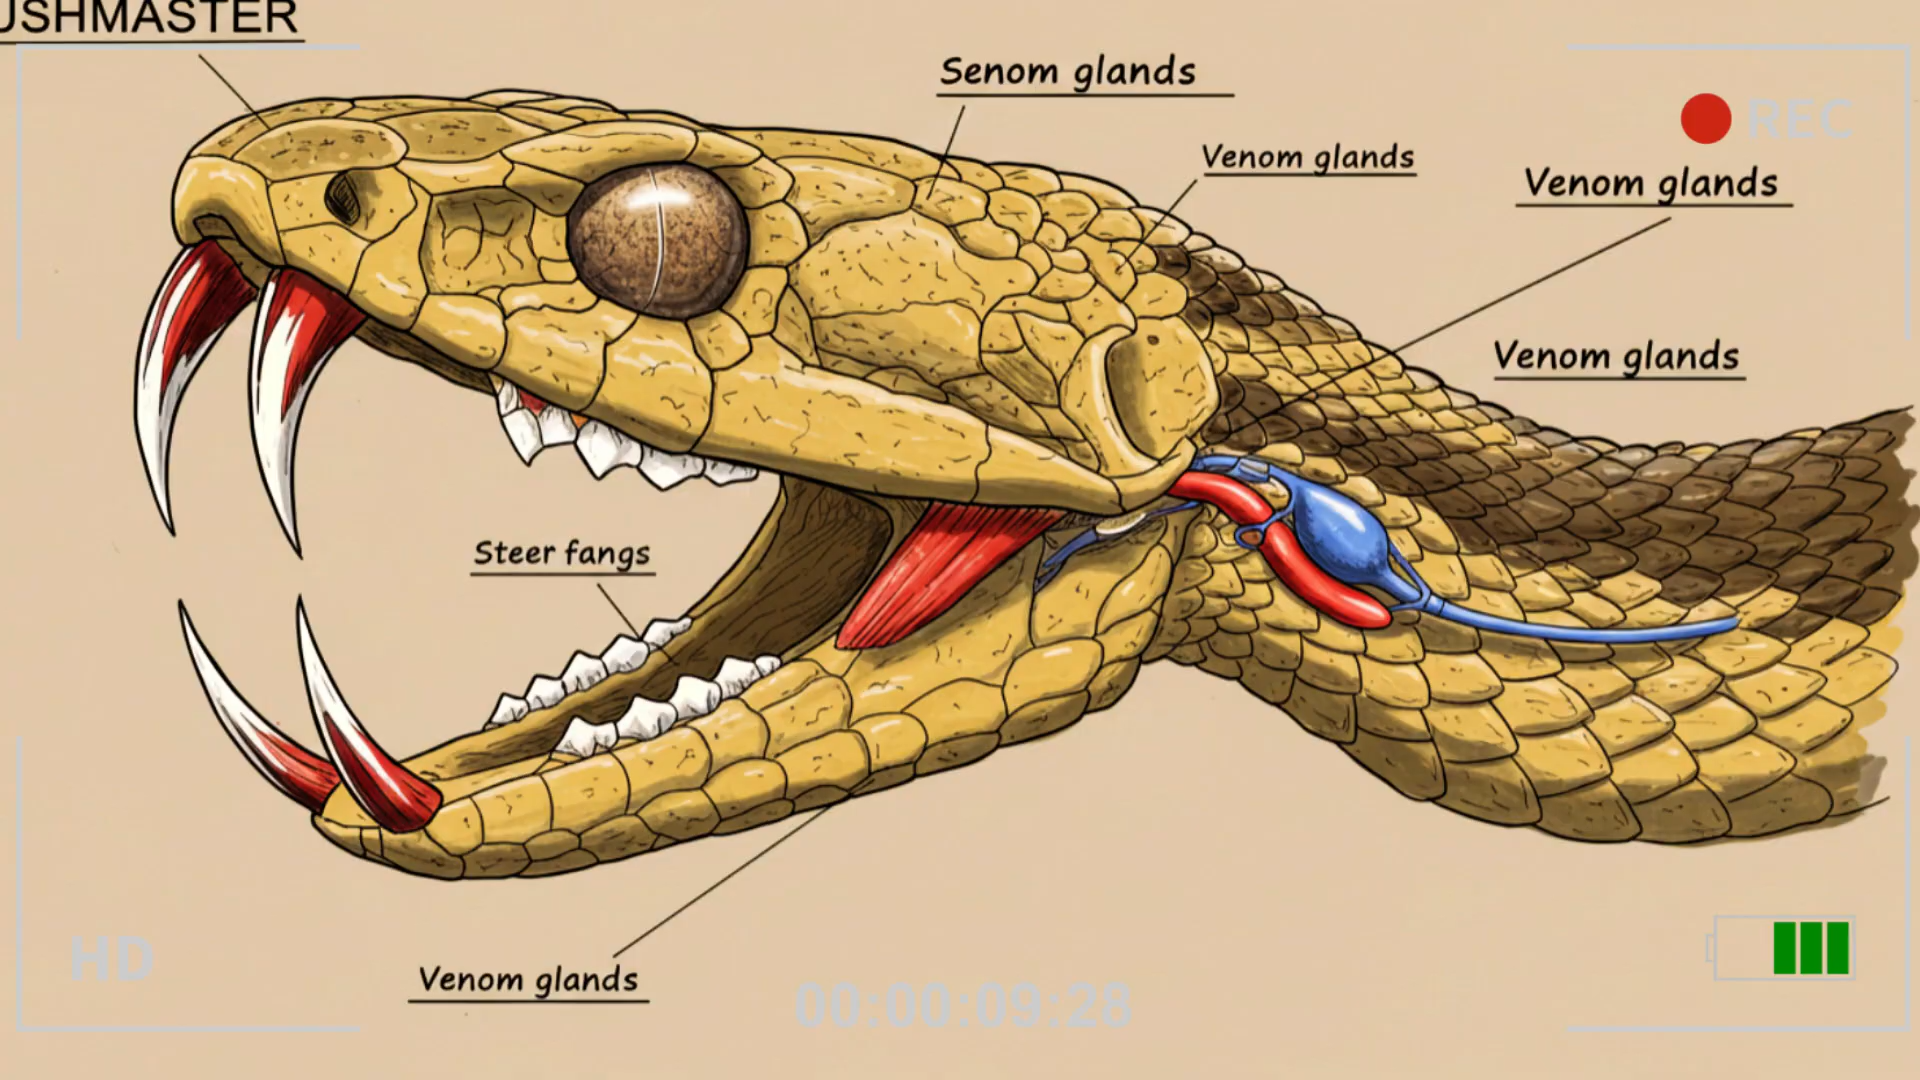 USHMASTER
Senom glands
REC
Venom glands
Venom glands
Venom glands
Steer fangs
HD
Venom glands
00:00:09:28